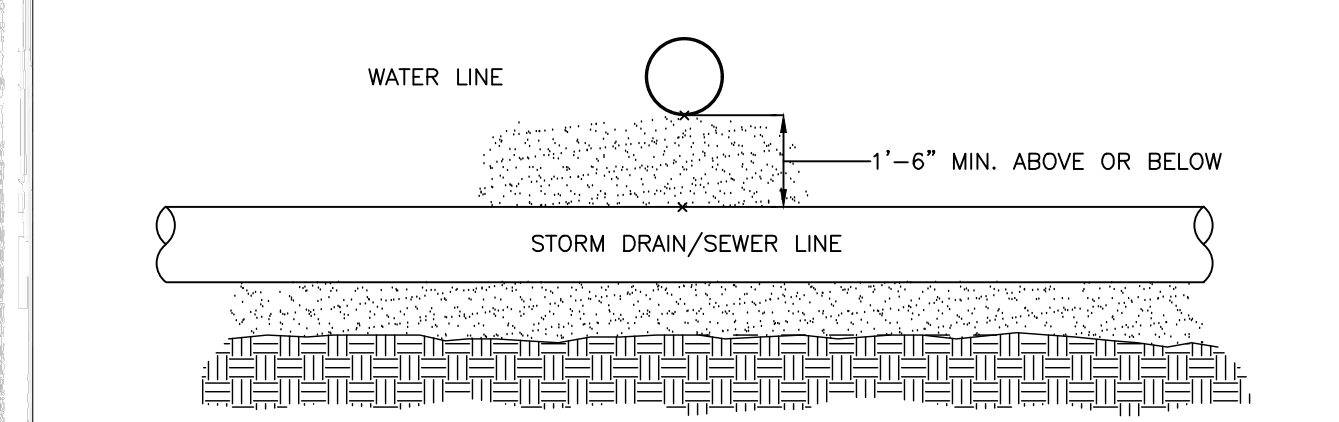 WATER LINE
1'-6" MIN. ABOVE OR BELOW
STORM DRAIN/SEWER LINE